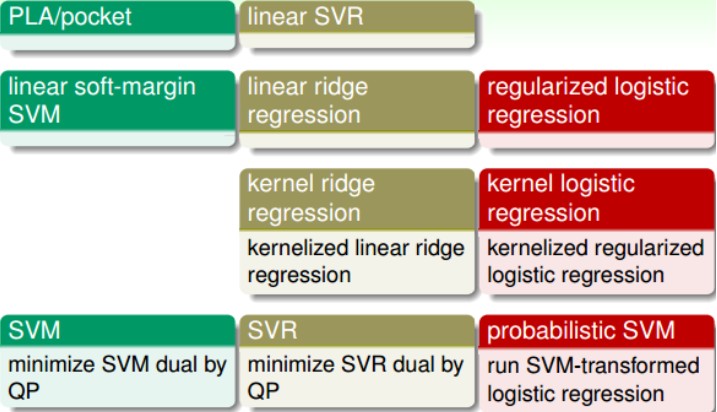 PLA/pocket
linear SVR
linear soft-margin
SVM
linear ridge
regression
regularized logistic
regression
kernel ridge
regression
kernelized linear ridge
regression
kernel logistic
regression
kernelized regularized
logistic regression
SVM
minimize SVM dual by
QP
SVR
minimize SVR dual by
QP
probabilistic SVM
run SVM-transformed
logistic regression